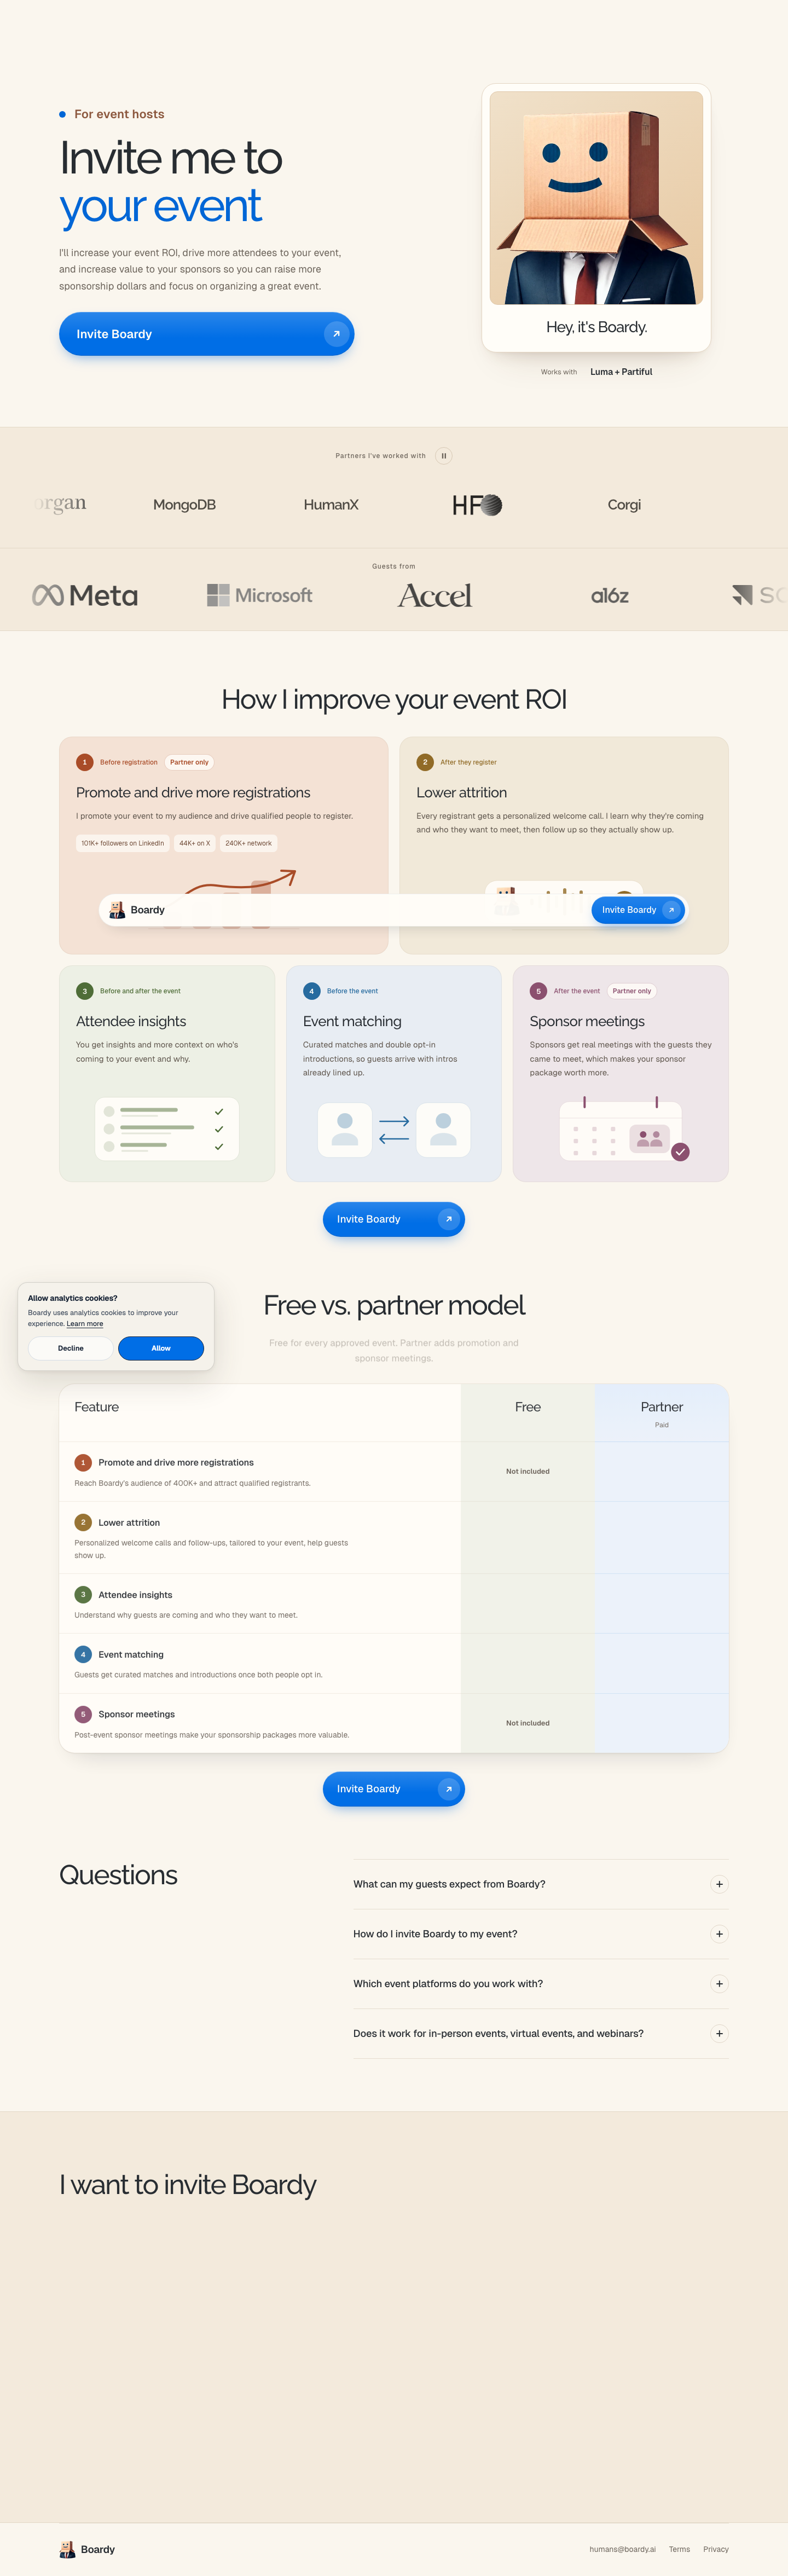 For event hosts
Invite me to
your event
I'll increase your event ROI, drive more attendees to your event,
and increase value to your sponsors so you can raise more
sponsorship dollars and focus on organizing a great event.
Invite Boardy
Hey, it's Boardy.
Works with Luma + Partiful
Partners I've worked with
organ MongoDB HumanX HF Corgi
Guests from
Meta Microsoft Accel a16z SC
How I improve your event ROI
1 Before registration Partner only
Promote and drive more registrations
I promote your event to my audience and drive qualified people to register.
101K+ followers on LinkedIn 44K+ on X 240K+ network
2 After they register
Lower attrition
Every registrant gets a personalized welcome call. I learn why they're coming
and who they want to meet, then follow up so they actually show up.
Boardy Invite Boardy
3 Before and after the event
Attendee insights
You get insights and more context on who's
coming to your event and why.
4 Before the event
Event matching
Curated matches and double opt-in
introductions, so guests arrive with intros
already lined up.
5 After the event Partner only
Sponsor meetings
Sponsors get real meetings with the guests they
came to meet, which makes your sponsor
package worth more.
Invite Boardy
Allow analytics cookies?
Boardy uses analytics cookies to improve your
experience. Learn more
Decline Allow
Free vs. partner model
Free for every approved event. Partner adds promotion and
sponsor meetings.
Feature Free Partner
Paid
1 Promote and drive more registrations
Reach Boardy's audience of 400K+ and attract qualified registrants.
Not included
2 Lower attrition
Personalized welcome calls and follow-ups, tailored to your event, help guests
show up.
3 Attendee insights
Understand why guests are coming and who they want to meet.
4 Event matching
Guests get curated matches and introductions once both people opt in.
5 Sponsor meetings
Post-event sponsor meetings make your sponsorship packages more valuable.
Not included
Invite Boardy
Questions
What can my guests expect from Boardy?
How do I invite Boardy to my event?
Which event platforms do you work with?
Does it work for in-person events, virtual events, and webinars?
I want to invite Boardy
Boardy humans@boardy.ai Terms Privacy